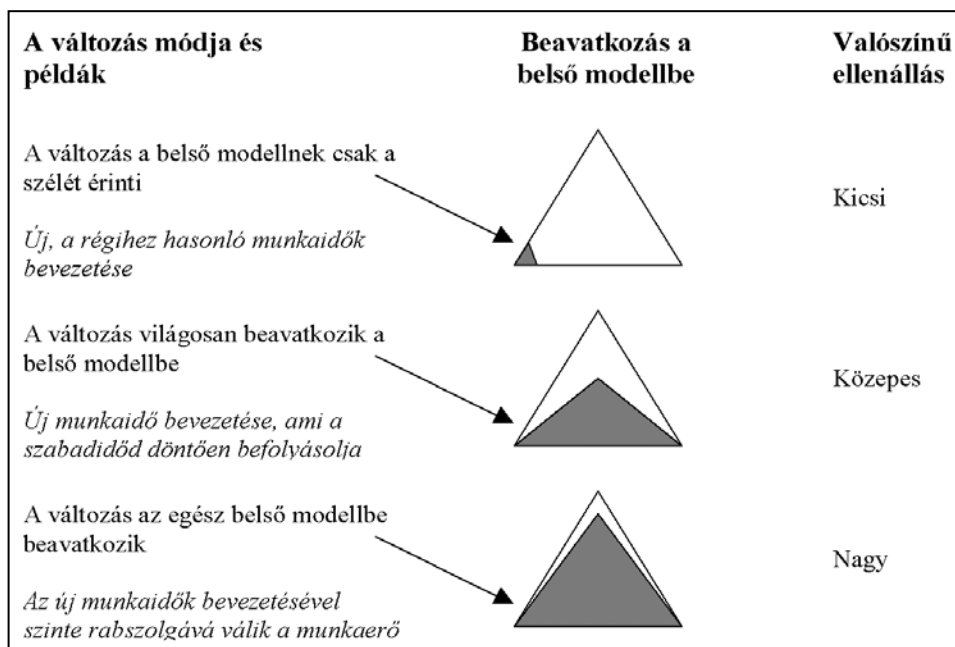 A változás módja és
példák
Beavatkozás a
belső modellbe
Valószínű
ellenállás
A változás a belső modellnek csak a
szélét érinti
Új, a régihez hasonló munkaidők
bevezetése
Kicsi
A változás világosan beavatkozik a
belső modellbe
Új munkaidő bevezetése, ami a
szabadidőd döntően befolyásolja
Közepes
A változás az egész belső modellbe
beavatkozik
Az új munkaidők bevezetésével
szinte rabszolgává válik a munkaerő
Nagy